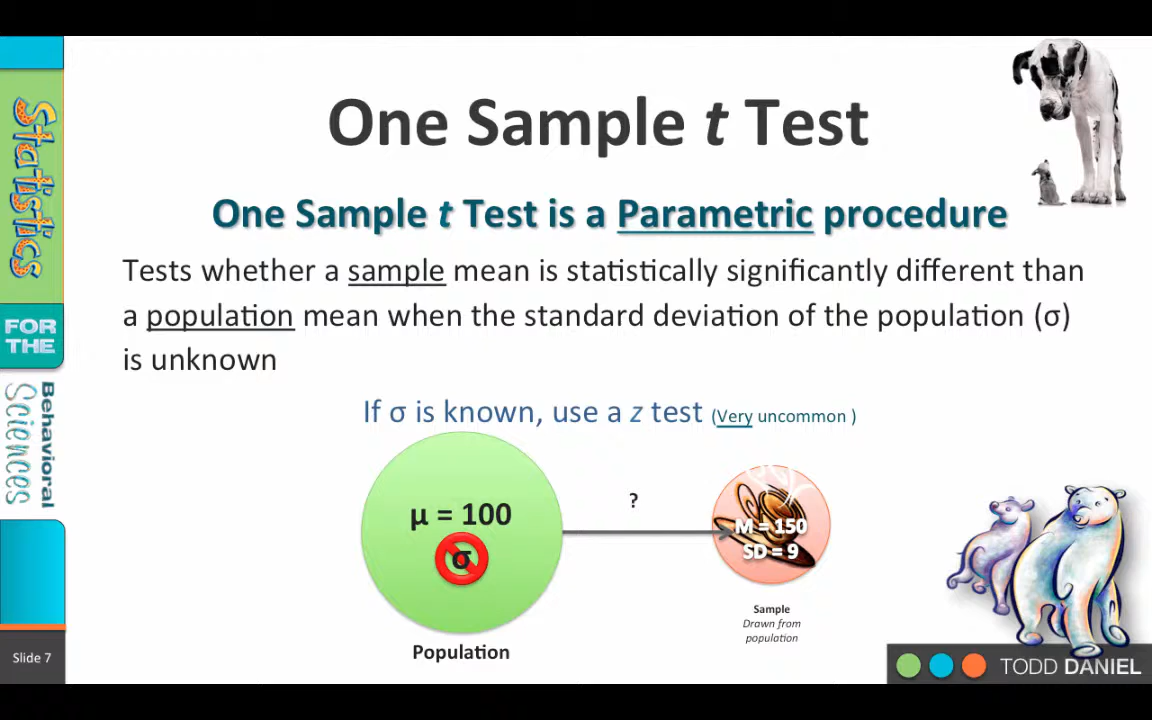 One Sample t Test
One Sample t Test is a Parametric procedure
Tests whether a sample mean is statistically significantly different than
a population mean when the standard deviation of the population (σ)
is unknown
If σ is known, use a z test (Very uncommon )
μ = 100
σ
Population
?
M = 150
SD = 9
Sample
Drawn from
population
Statistics
FOR
THE
Behavioral
Sciences
Slide 7
TODD DANIEL